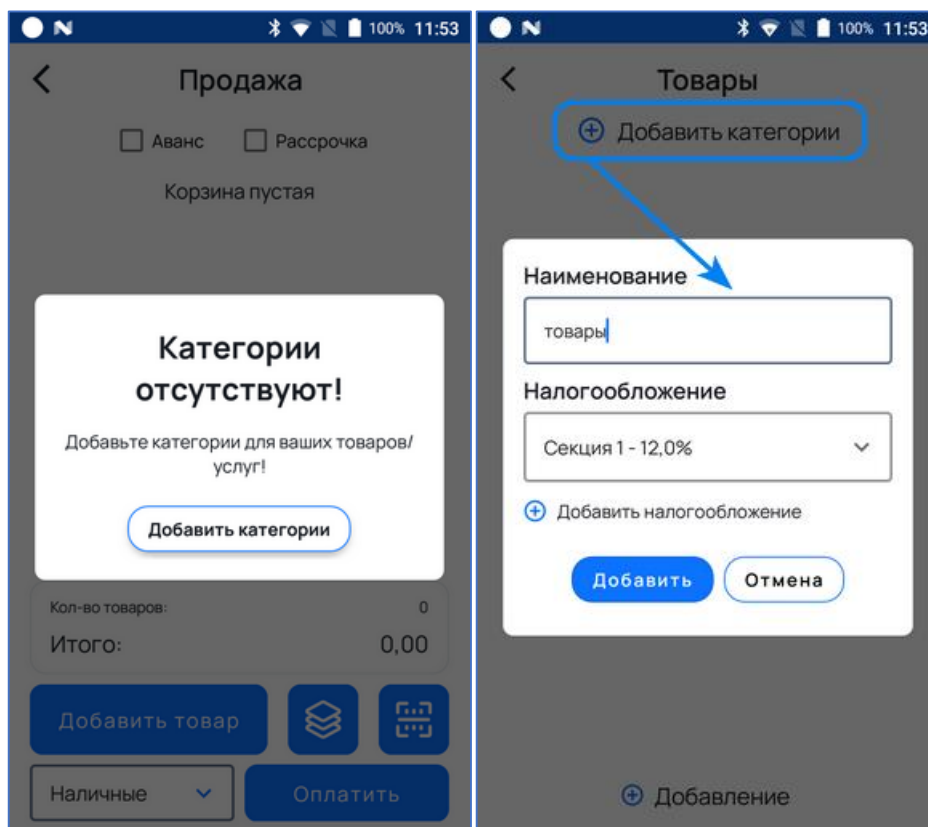 100% 11:53
Продажа
Аванс Рассрочка
Корзина пустая
Категории
отсутствуют!
Добавьте категории для ваших товаров/
услуг!
Добавить категории
Кол-во товаров: 0
Итого: 0,00
Добавить товар
Наличные Оплатить
100% 11:53
Товары
Добавить категории
Наименование
товары
Налогообложение
Секция 1 - 12,0%
Добавить налогообложение
Добавить Отмена
Добавление